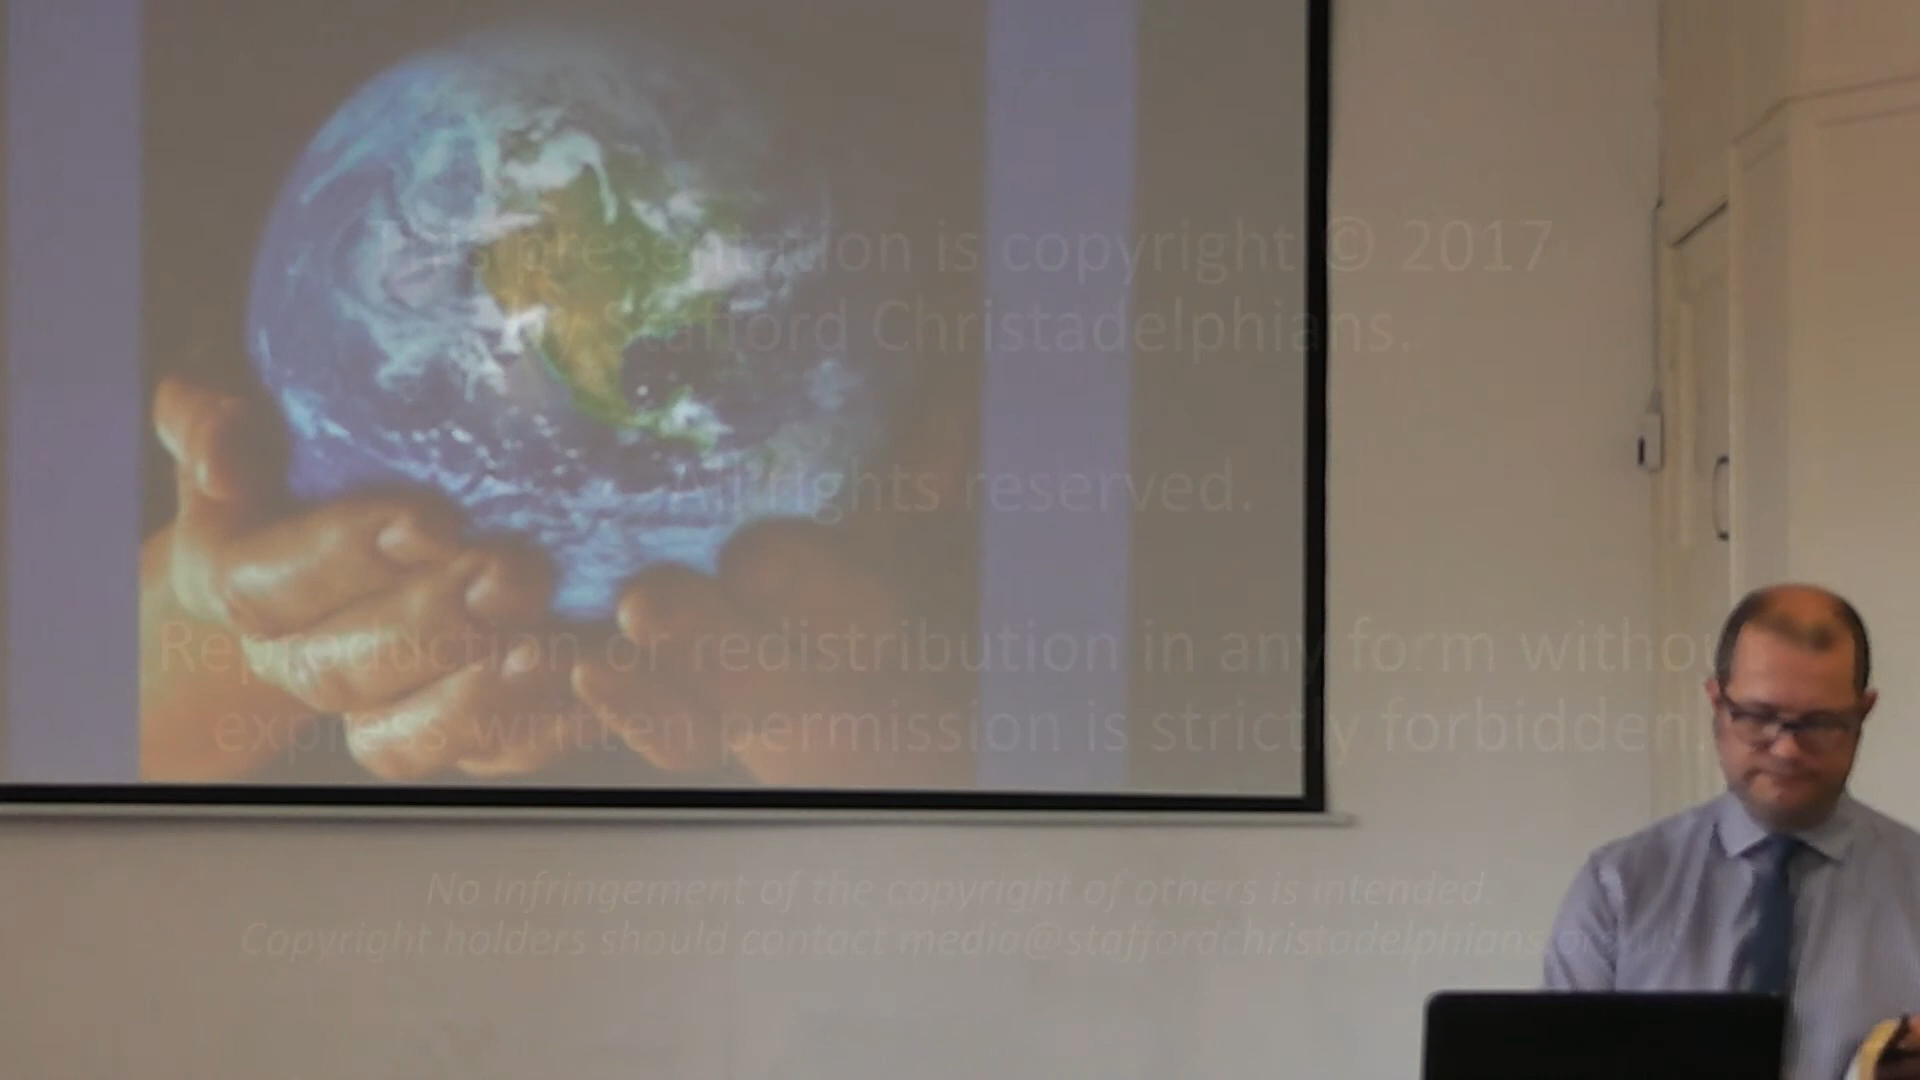 This presentation is copyright © 2017
by Stafford Christadelphians.
All rights reserved.
Reproduction or redistribution in any form without
express written permission is strictly forbidden.
No infringement of the copyright of others is intended.
Copyright holders should contact media@staffordchristadelphians.org.uk